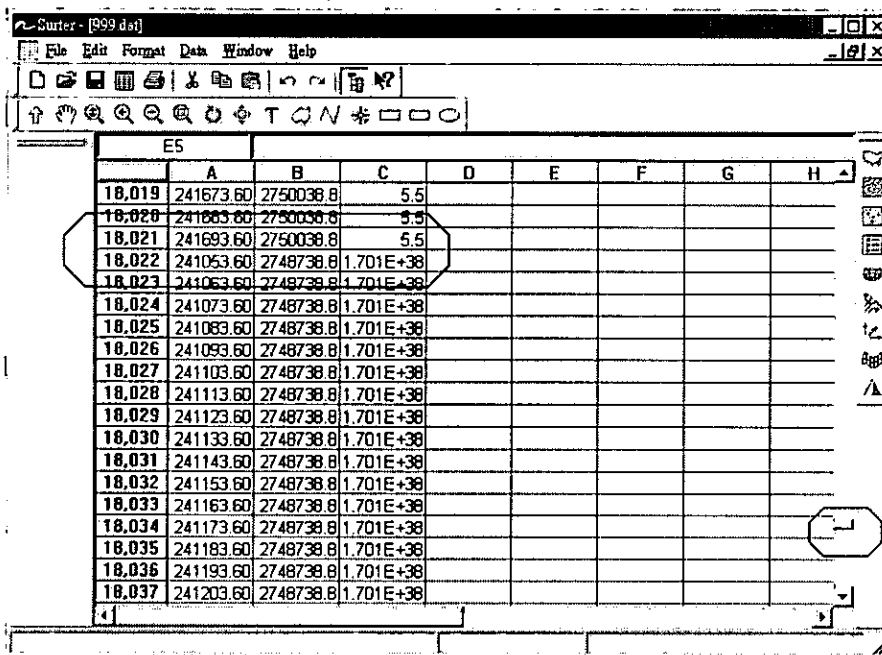 Surfer - [999.dat]
File Edit Format Data Window Help
E5
A B C D E F G H
18,019 241673.60 2750038.8 5.5
18,020 241683.60 2750038.8 5.5
18,021 241693.60 2750038.8 5.5
18,022 241053.60 2748738.8 1.701E+38
18,023 241063.60 2748738.8 1.701E+38
18,024 241073.60 2748738.8 1.701E+38
18,025 241083.60 2748738.8 1.701E+38
18,026 241093.60 2748738.8 1.701E+38
18,027 241103.60 2748738.8 1.701E+38
18,028 241113.60 2748738.8 1.701E+38
18,029 241123.60 2748738.8 1.701E+38
18,030 241133.60 2748738.8 1.701E+38
18,031 241143.60 2748738.8 1.701E+38
18,032 241153.60 2748738.8 1.701E+38
18,033 241163.60 2748738.8 1.701E+38
18,034 241173.60 2748738.8 1.701E+38
18,035 241183.60 2748738.8 1.701E+38
18,036 241193.60 2748738.8 1.701E+38
18,037 241203.60 2748738.8 1.701E+38